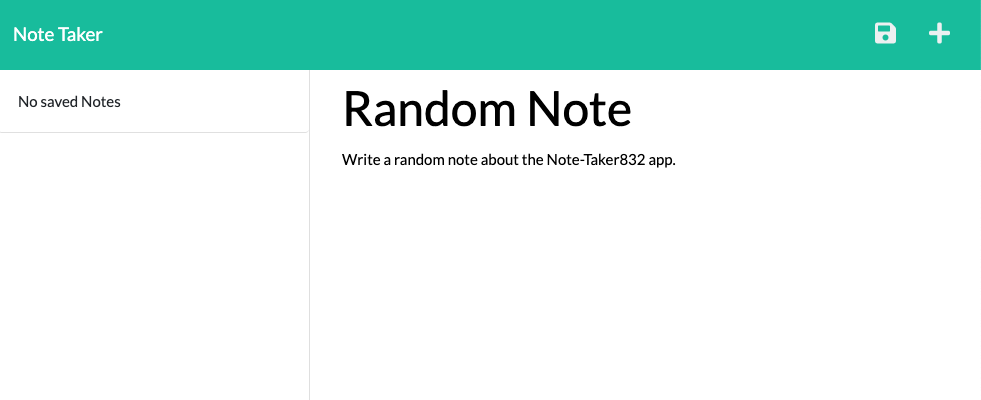 Note Taker
No saved Notes
Random Note
Write a random note about the Note-Taker832 app.